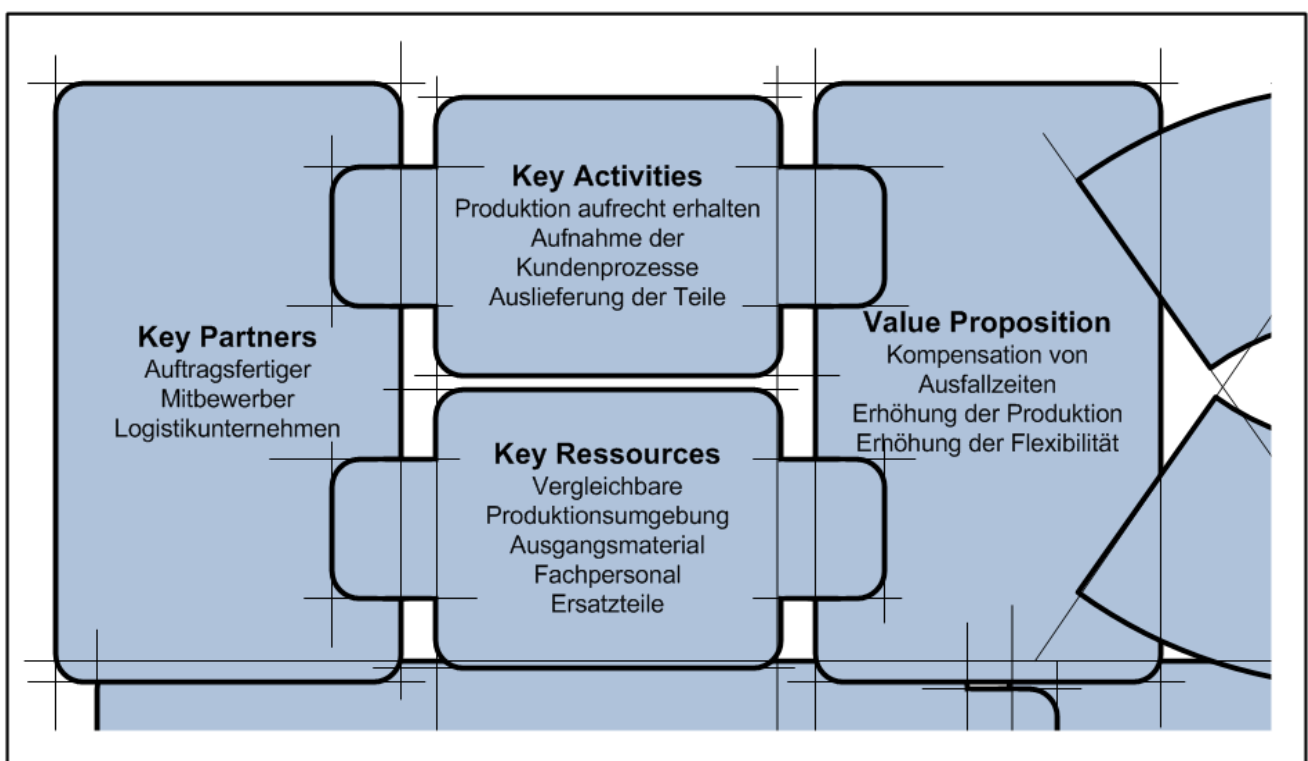 Key Partners
Auftragsfertiger
Mitbewerber
Logistikunternehmen
Key Activities
Produktion aufrecht erhalten
Aufnahme der
Kundenprozesse
Auslieferung der Teile
Key Ressources
Vergleichbare
Produktionsumgebung
Ausgangsmaterial
Fachpersonal
Ersatzteile
Value Proposition
Kompensation von
Ausfallzeiten
Erhöhung der Produktion
Erhöhung der Flexibilität